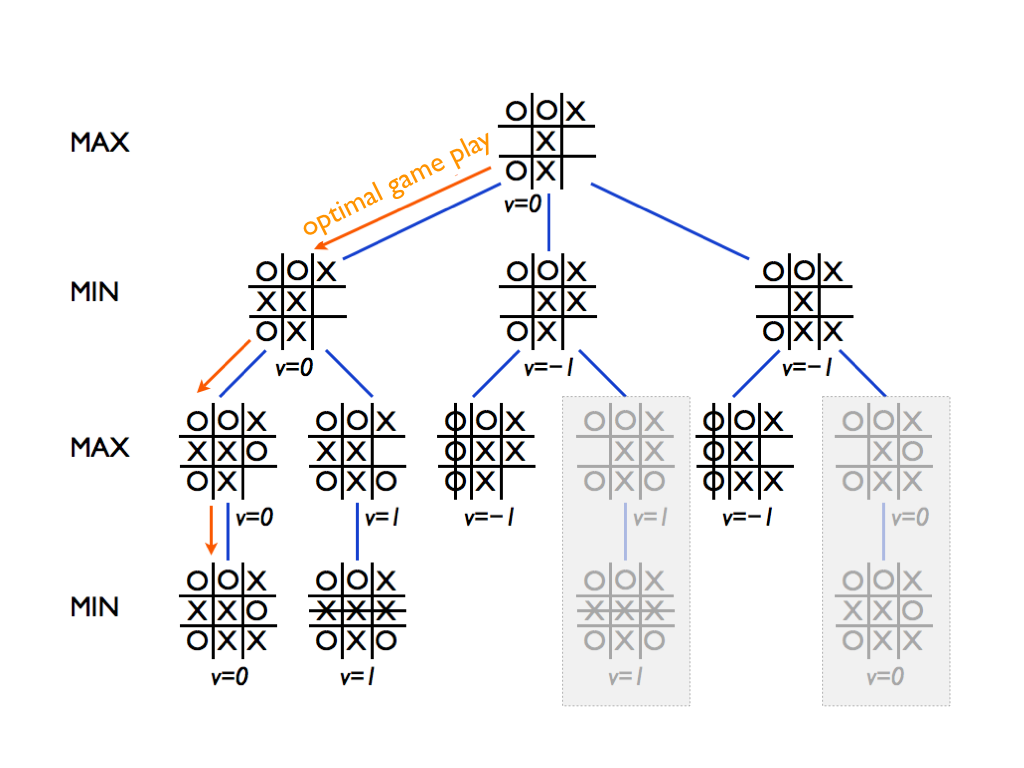 O O X
MAX
X
optimal game play
O X
v=0
O O X
O O X
O O X
MIN
X X
X X
X
O X
O X
O X X
v=0
v=-1
v=-1
O O X
O O X
O O X
O O X
O O X
O O X
MAX
X X O
X X
O X X
X X
O X
X O
O X
O X O
O X
O X O
O X X
O X X
v=0
v=1
v=-1
v=1
v=-1
v=0
O O X
O O X
O O X
O O X
MIN
X X O
X X X
X X X
X X O
O X X
O X O
O X O
O X X
v=0
v=1
v=1
v=0